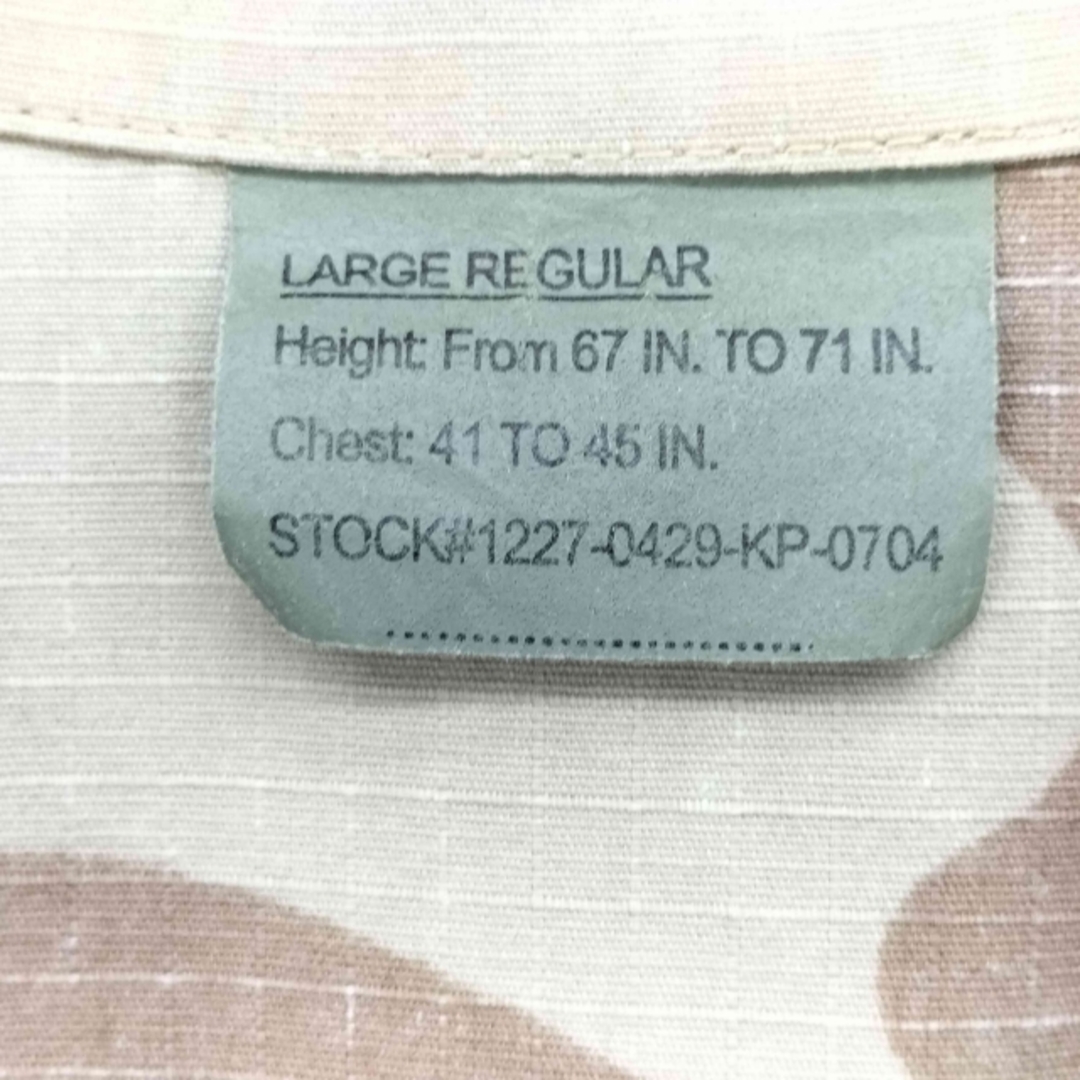 LARGE REGULAR
Height: From 67 IN. TO 71 IN.
Chest: 41 TO 45 IN.
STOCK#1227-0429-KP-0704